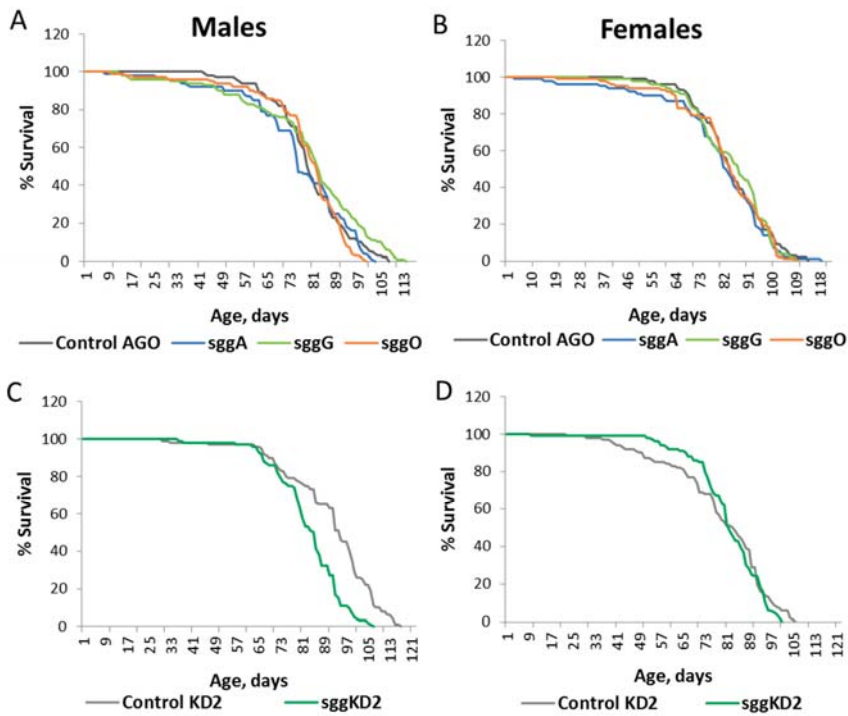 A
Males
120
100
80
60
40
20
0
% Survival
1 9 17 25 33 41 49 57 65 73 81 89 97 105 113
Age, days
Control AGO sggA sggG sggO
B
Females
120
100
80
60
40
20
0
% Survival
1 10 19 28 37 46 55 64 73 82 91 100 109 118
Age, days
Control AGO sggA sggG sggO
C
120
100
80
60
40
20
0
% Survival
1 9 17 25 33 41 49 57 65 73 81 89 97 105 113 121
Age, days
Control KD2 sggKD2
D
120
100
80
60
40
20
0
% Survival
1 9 17 25 33 41 49 57 65 73 81 89 97 105 113 121
Age, days
Control KD2 sggKD2